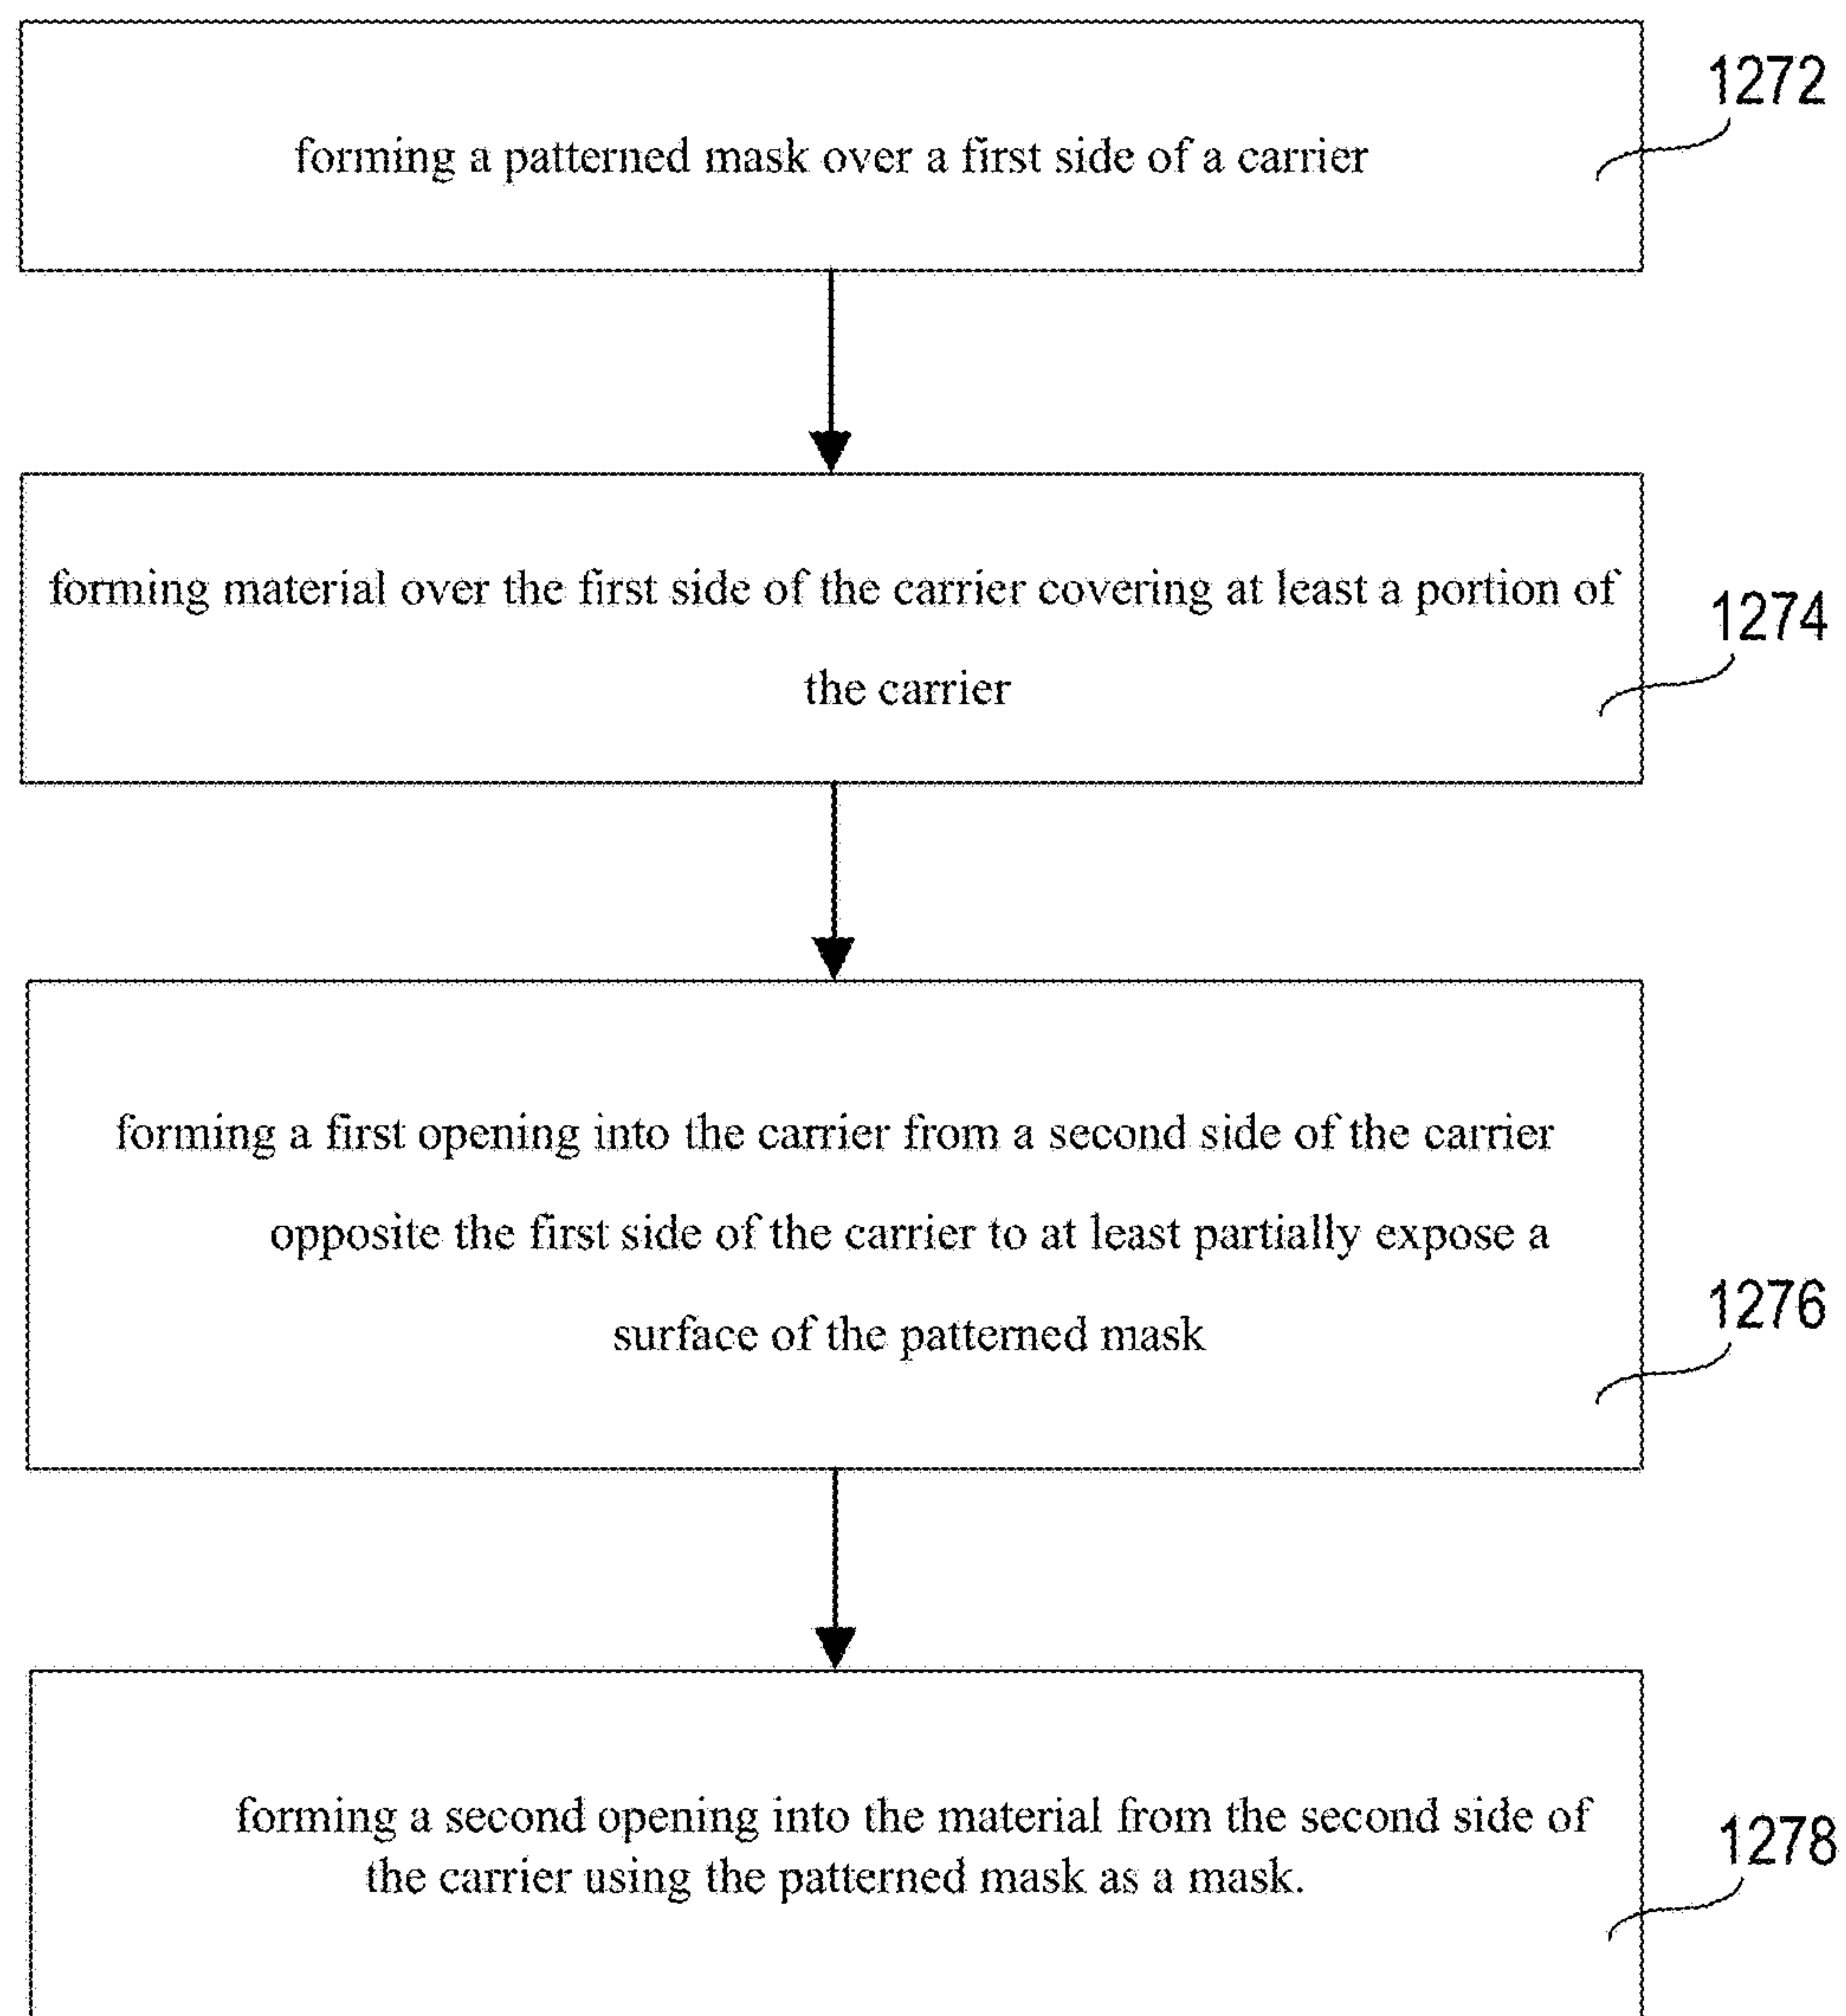 1272
forming a patterned mask over a first side of a carrier
forming material over the first side of the carrier covering at least a portion of
1274
the carrier
forming a first opening into the carrier from a second side of the carrier
opposite the first side of the carrier to at least partially expose a
1276
surface of the patterned mask
forming a second opening into the material from the second side of
1278
the carrier using the patterned mask as a mask.